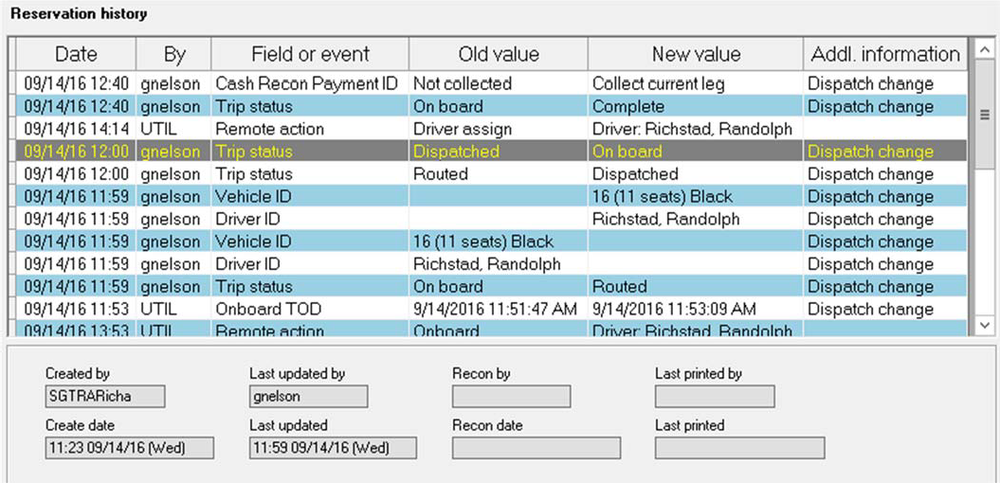 Reservation history
Date By Field or event Old value New value Addl. information
09/14/16 12:40 gnelson Cash Recon Payment ID Not collected Collect current leg Dispatch change
09/14/16 12:40 gnelson Trip status On board Complete Dispatch change
09/14/16 14:14 UTIL Remote action Driver assign Driver: Richstad, Randolph
09/14/16 12:00 gnelson Trip status Dispatched On board Dispatch change
09/14/16 12:00 gnelson Trip status Routed Dispatched Dispatch change
09/14/16 11:59 gnelson Vehicle ID 16 (11 seats) Black Dispatch change
09/14/16 11:59 gnelson Driver ID Richstad, Randolph Dispatch change
09/14/16 11:59 gnelson Vehicle ID 16 (11 seats) Black Dispatch change
09/14/16 11:59 gnelson Driver ID Richstad, Randolph Dispatch change
09/14/16 11:59 gnelson Trip status On board Routed Dispatch change
09/14/16 11:53 UTIL Onboard TOD 9/14/2016 11:51:47 AM 9/14/2016 11:53:09 AM Dispatch change
09/14/16 13:53 UTIL Remote action Onboard Driver: Richstad, Randolph
Created by Last updated by Recon by Last printed by
SGTRARicha gnelson
Create date Last updated Recon date Last printed
11:23 09/14/16 (Wed) 11:59 09/14/16 (Wed)